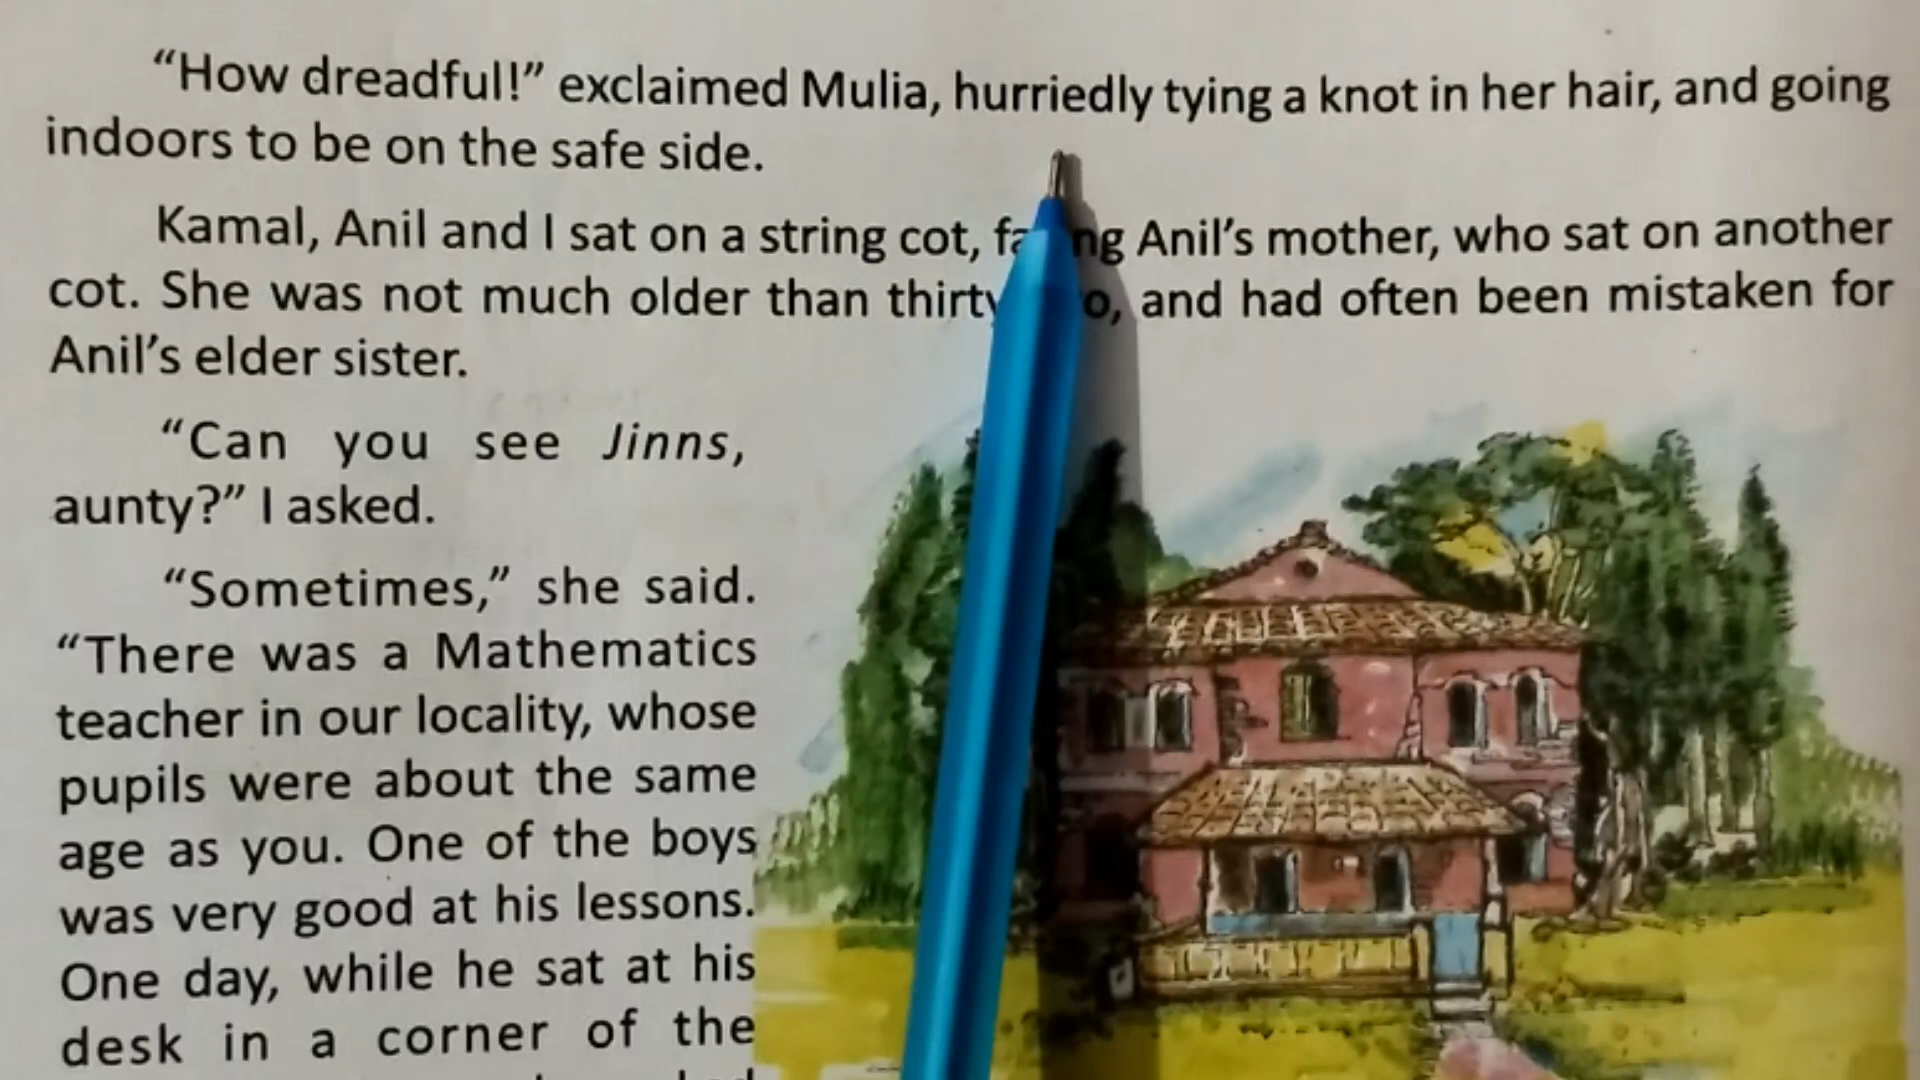 “How dreadful!” exclaimed Mulia, hurriedly tying a knot in her hair, and going
indoors to be on the safe side.
Kamal, Anil and I sat on a string cot, Anil’s mother, who sat on another
cot. She was not much older than and had often been mistaken for
Anil’s elder sister.
“Can you see Jinns,
aunty?” I asked.
“Sometimes,” she said.
“There was a Mathematics
teacher in our locality, whose
pupils were about the same
age as you. One of the boys
was very good at his lessons.
One day, while he sat at his
desk in a corner of the